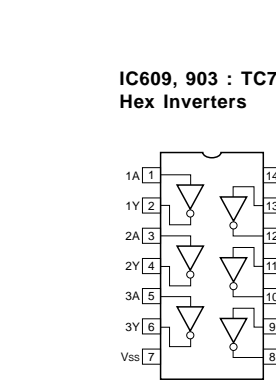 IC609, 903 : TC7
Hex Inverters
1A 1 14
1Y 2 13
2A 3 12
2Y 4 11
3A 5 10
3Y 6 9
Vss 7 8